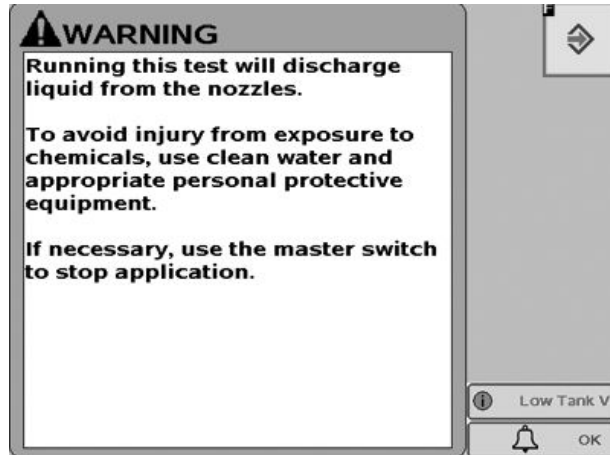 WARNING
Running this test will discharge
liquid from the nozzles.
To avoid injury from exposure to
chemicals, use clean water and
appropriate personal protective
equipment.
If necessary, use the master switch
to stop application.
F
Low Tank V
OK